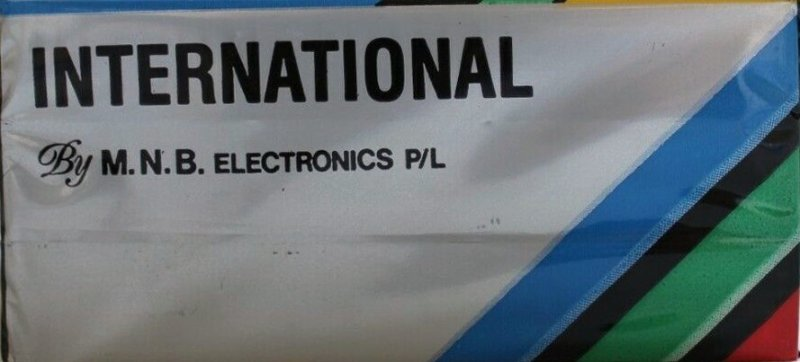 INTERNATIONAL
By M.N.B. ELECTRONICS P/L